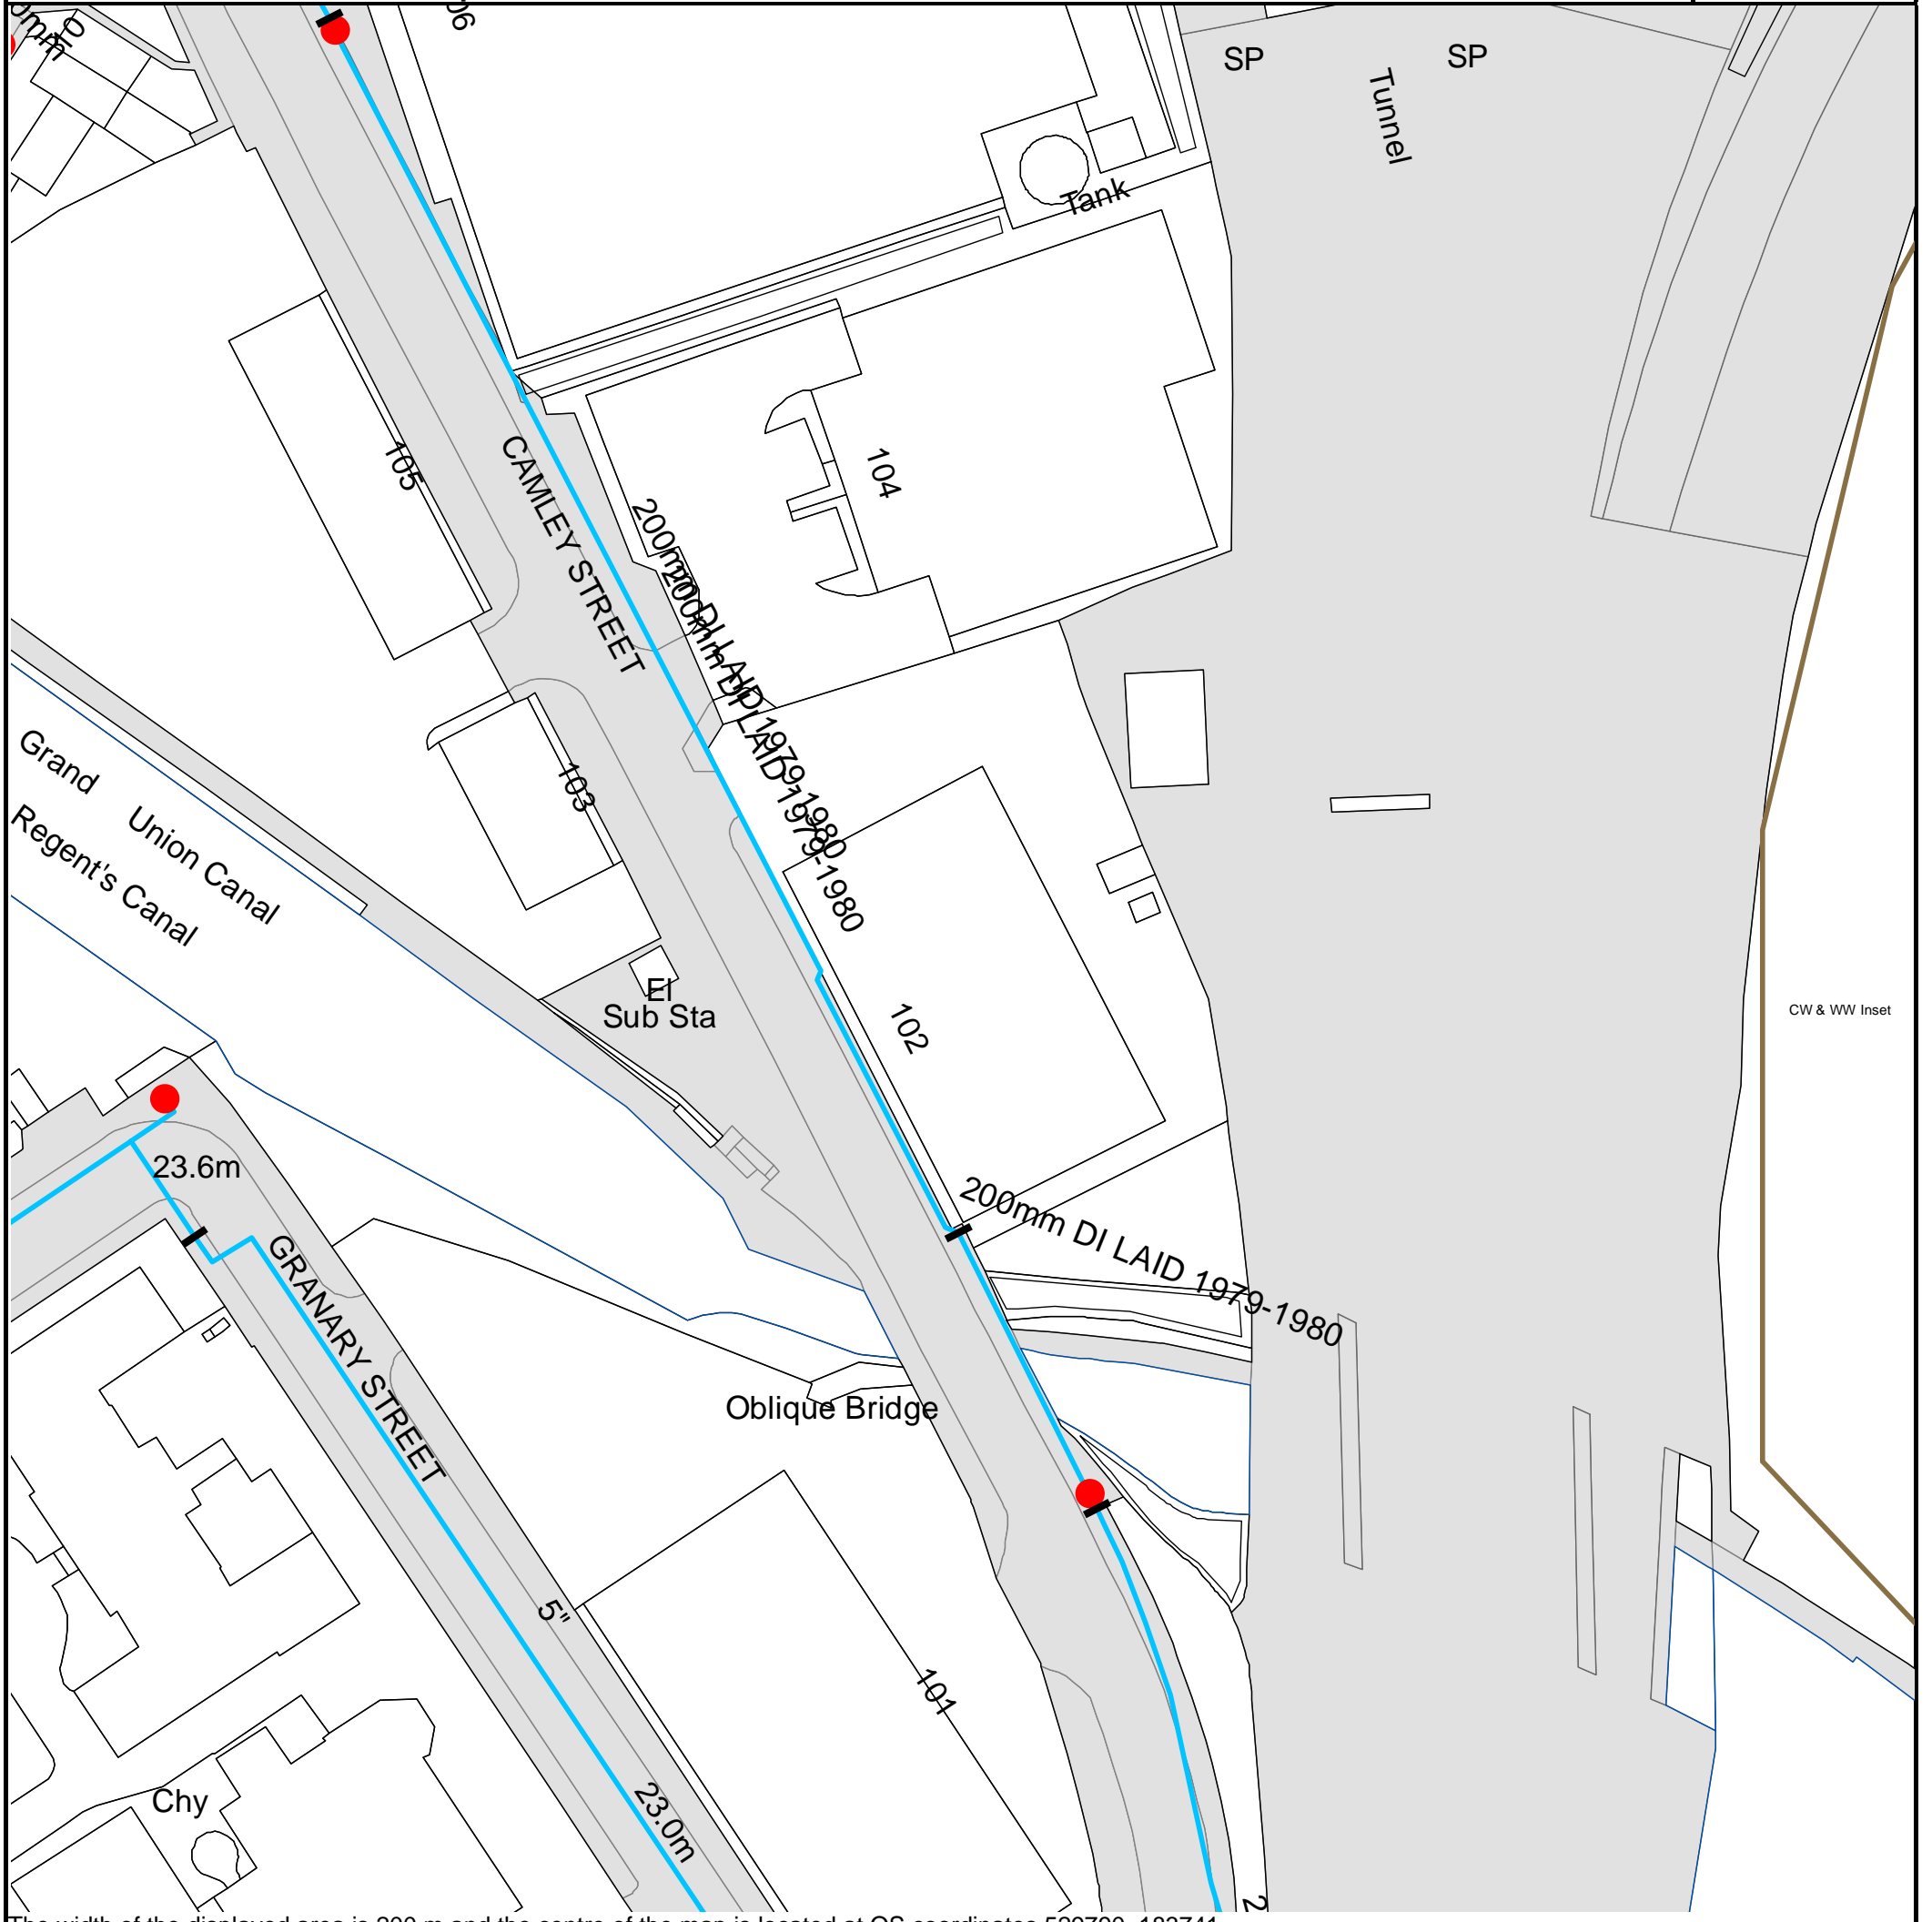 06
SP
SP
Tunnel
Tank
105
CAMLEY STREET
104
200mm DI LAID 1979-1980
200mm DI LAID 1979-1980
Grand Union Canal
Regent's Canal
103
El
Sub Sta
102
CW & WW Inset
23.6m
200mm DI LAID 1979-1980
GRANARY STREET
Oblique Bridge
5"
101
Chy
23.0m
2